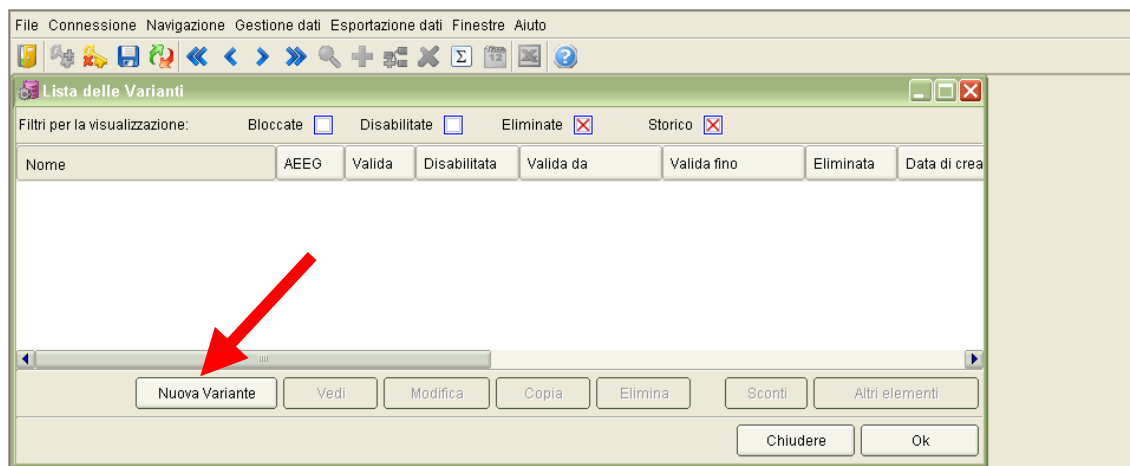 File Connessione Navigazione Gestione dati Esportazione dati Finestre Aiuto
Lista delle Varianti
Filtri per la visualizzazione: Bloccate Disabilitate Eliminate Storico
Nome AEEG Valida Disabilitata Valida da Valida fino Eliminata Data di crea
Nuova Variante Vedi Modifica Copia Elimina Sconti Altri elementi
Chiudere Ok